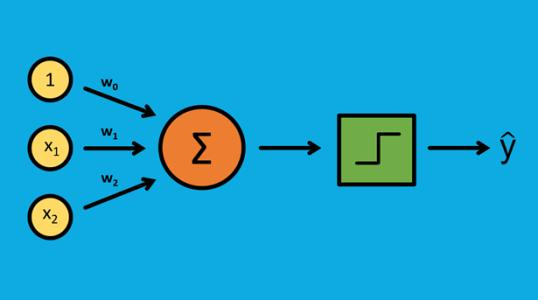 1
w₀
x₁
w₁
Σ
ŷ
w₂
x₂